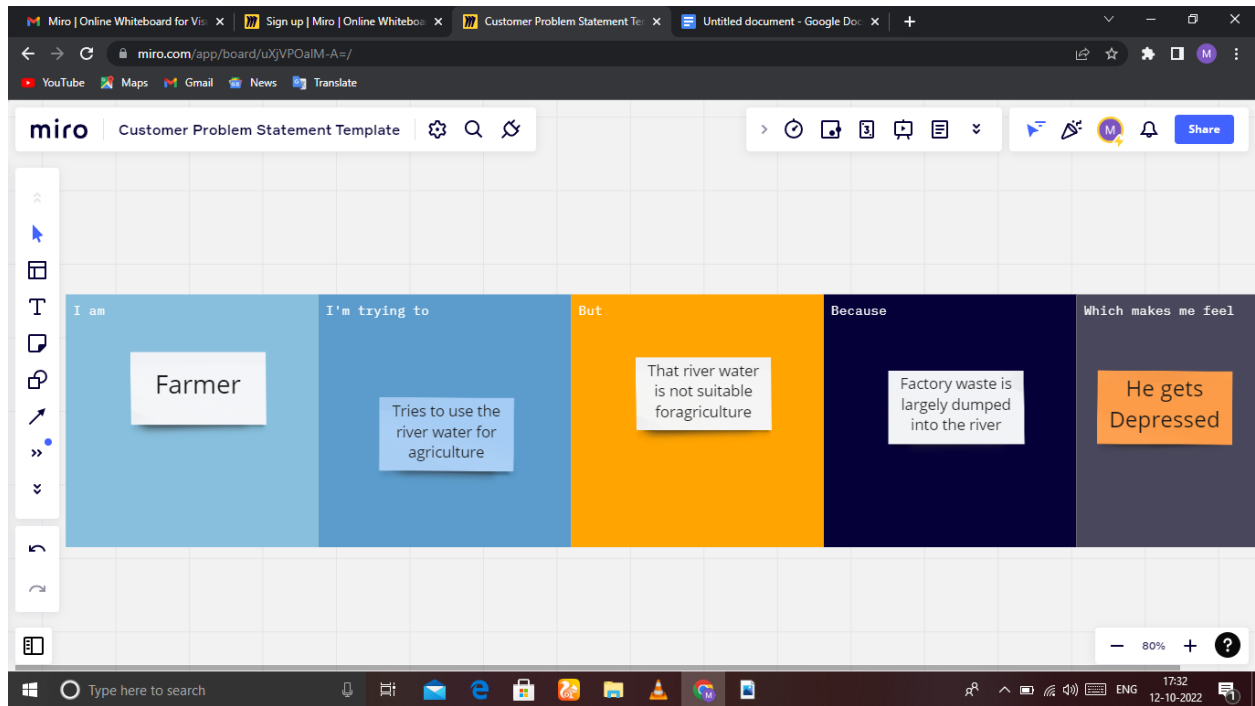 Miro | Online Whiteboard for Vis
Sign up | Miro | Online Whiteboa
Customer Problem Statement Tem
Untitled document - Google Doc
miro.com/app/board/uXjVPOalM-A=/
M
YouTube
Maps
Gmail
News
Translate
miro
Customer Problem Statement Template
3
M
Share
I am
I'm trying to
But
Because
Which makes me feel
Farmer
Tries to use the
river water for
agriculture
That river water
is not suitable
foragriculture
Factory waste is
largely dumped
into the river
He gets
Depressed
80%
?
Type here to search
ENG
17:32
12-10-2022
1